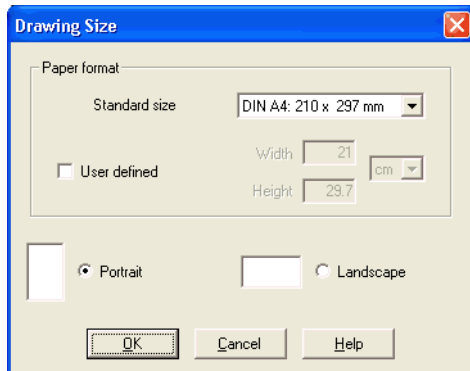 Drawing Size
Paper format
Standard size DIN A4: 210 x 297 mm
User defined
Width 21 cm
Height 29.7
Portrait Landscape
OK Cancel Help